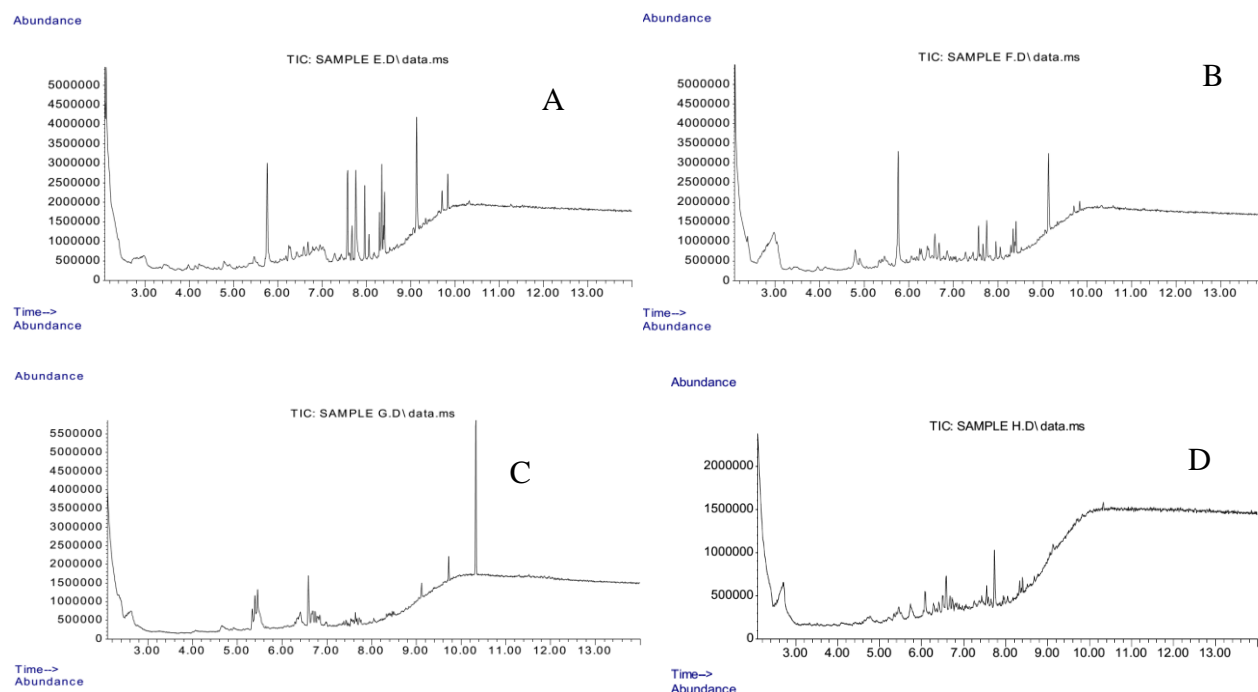 Abundance
TIC: SAMPLE E.D\data.ms
A
5000000
4500000
4000000
3500000
3000000
2500000
2000000
1500000
1000000
500000
0
3.00 4.00 5.00 6.00 7.00 8.00 9.00 10.00 11.00 12.00 13.00
Time-->
Abundance
Abundance
TIC: SAMPLE F.D\data.ms
B
5000000
4500000
4000000
3500000
3000000
2500000
2000000
1500000
1000000
500000
0
3.00 4.00 5.00 6.00 7.00 8.00 9.00 10.00 11.00 12.00 13.00
Time-->
Abundance
Abundance
TIC: SAMPLE G.D\data.ms
C
5500000
5000000
4500000
4000000
3500000
3000000
2500000
2000000
1500000
1000000
500000
0
3.00 4.00 5.00 6.00 7.00 8.00 9.00 10.00 11.00 12.00 13.00
Time-->
Abundance
Abundance
TIC: SAMPLE H.D\data.ms
D
2000000
1500000
1000000
500000
0
3.00 4.00 5.00 6.00 7.00 8.00 9.00 10.00 11.00 12.00 13.00
Time-->
Abundance